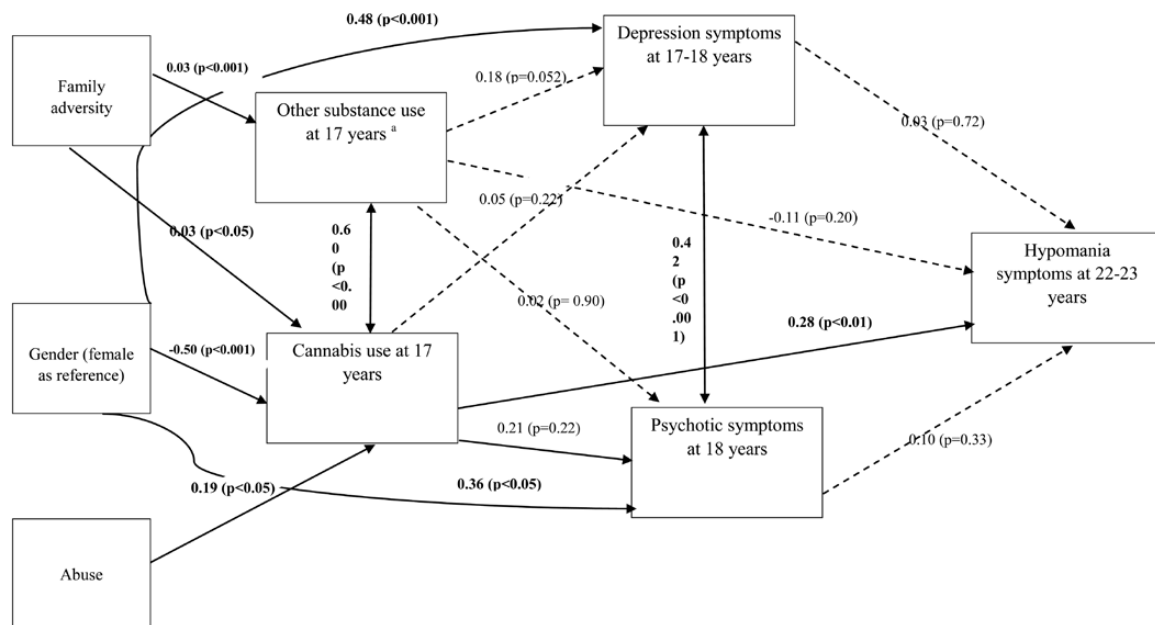 0.48 (p<0.001)
Depression symptoms
at 17-18 years
0.03 (p<0.001)
Family
adversity
0.18 (p=0.052)
Other substance use
at 17 years a
0.03 (p=0.72)
0.05 (p=0.22)
-0.11 (p=0.20)
0.03 (p<0.05)
0.6
0
(p
<0.
00
0.4
2
(p
<0
.00
1)
Hypomania
symptoms at 22-23
years
0.02 (p= 0.90)
0.28 (p<0.01)
Gender (female
as reference)
-0.50 (p<0.001)
Cannabis use at 17
years
0.21 (p=0.22)
Psychotic symptoms
at 18 years
0.10 (p=0.33)
0.19 (p<0.05)
0.36 (p<0.05)
Abuse